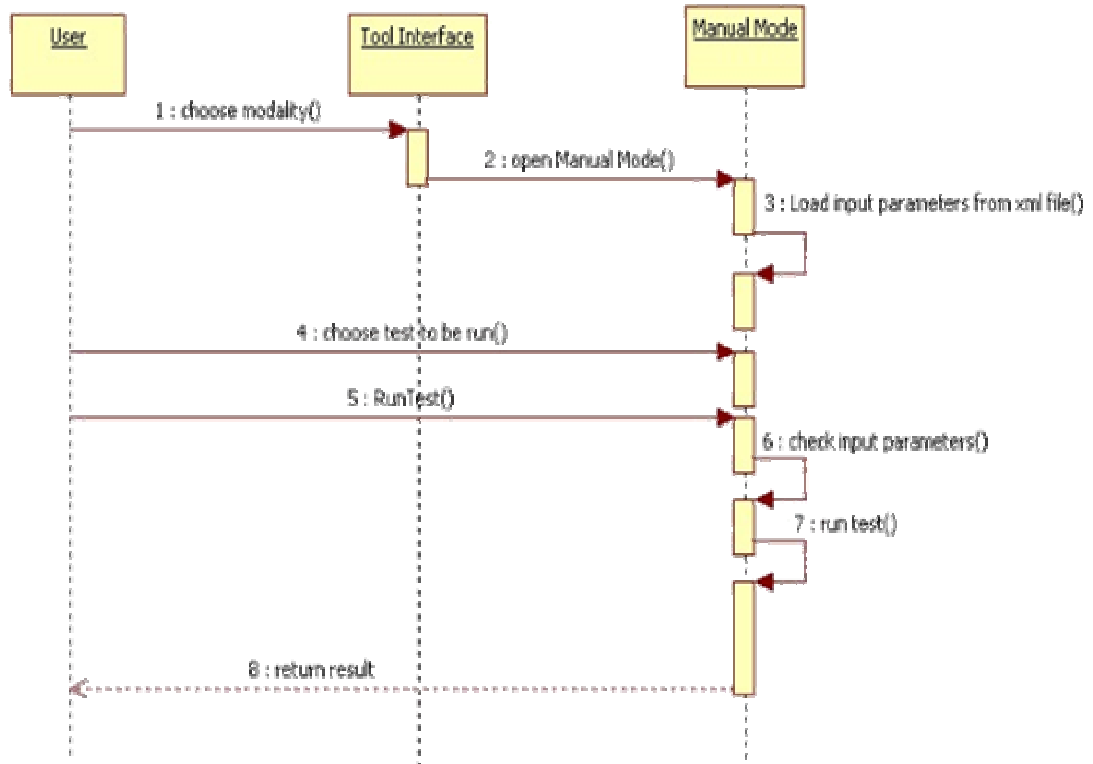 User
Tool Interface
Manual Mode
1 : choose modality()
2 : open Manual Mode()
3 : Load input parameters from xml file()
4 : choose test to be run()
5 : RunTest()
6 : check input parameters()
7 : run test()
8 : return result